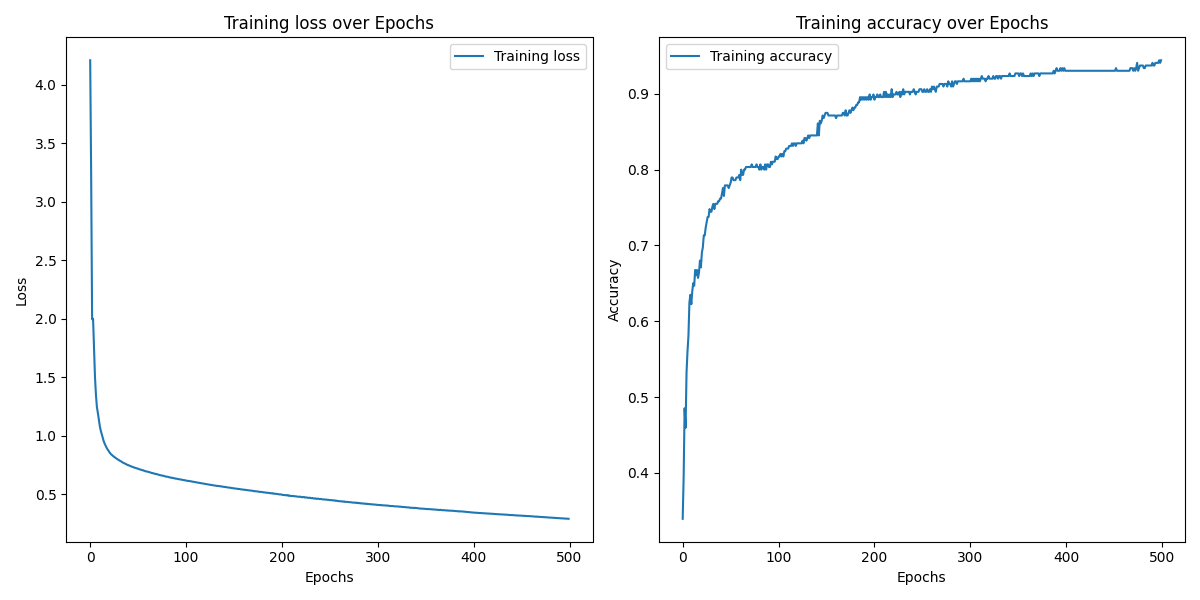 Training loss over Epochs
Training loss
4.0
3.5
3.0
2.5
2.0
1.5
1.0
0.5
Loss
0 100 200 300 400 500
Epochs
Training accuracy over Epochs
Training accuracy
0.9
0.8
0.7
0.6
0.5
0.4
Accuracy
0 100 200 300 400 500
Epochs